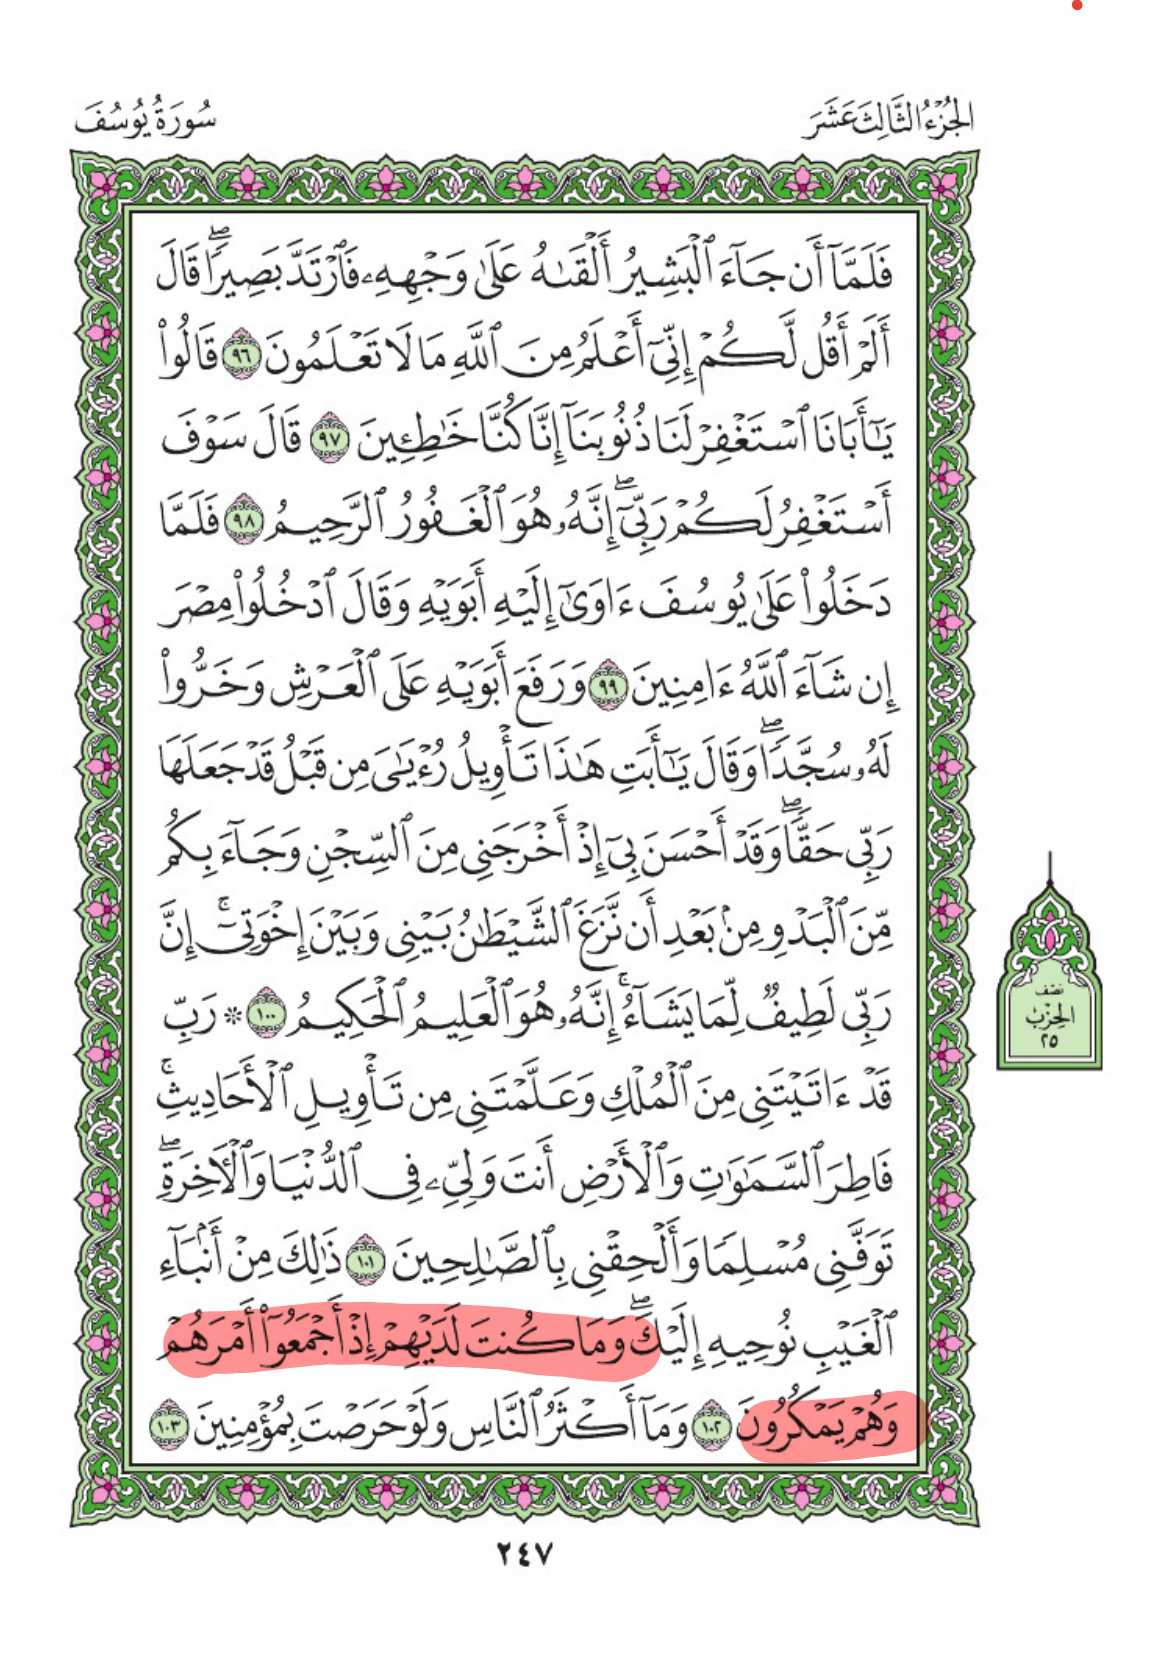 الجُزْءُ الثَّالِثَ عَشَرَ
سُورَةُ يُوسُفَ
فَلَمَّآ أَن جَآءَ ٱلْبَشِيرُ أَلْقَىٰهُ عَلَىٰ وَجْهِهِۦ فَٱرْتَدَّ بَصِيرًاۖ قَالَ
أَلَمْ أَقُل لَّكُمْ إِنِّىٓ أَعْلَمُ مِنَ ٱللَّهِ مَا لَا تَعْلَمُونَ ٩٦ قَالُوا۟
يَـٰٓأَبَانَا ٱسْتَغْفِرْ لَنَا ذُنُوبَنَآ إِنَّا كُنَّا خَـٰطِـِٔينَ ٩٧ قَالَ سَوْفَ
أَسْتَغْفِرُ لَكُمْ رَبِّىٓۖ إِنَّهُۥ هُوَ ٱلْغَفُورُ ٱلرَّحِيمُ ٩٨ فَلَمَّا
دَخَلُوا۟ عَلَىٰ يُوسُفَ ءَاوَىٰٓ إِلَيْهِ أَبَوَيْهِ وَقَالَ ٱدْخُلُوا۟ مِصْرَ
إِن شَآءَ ٱللَّهُ ءَامِنِينَ ٩٩ وَرَفَعَ أَبَوَيْهِ عَلَى ٱلْعَرْشِ وَخَرُّوا۟
لَهُۥ سُجَّدًاۖ وَقَالَ يَـٰٓأَبَتِ هَـٰذَا تَأْوِيلُ رُءْيَـٰىَ مِن قَبْلُ قَدْ جَعَلَهَا
رَبِّى حَقًّاۖ وَقَدْ أَحْسَنَ بِىٓ إِذْ أَخْرَجَنِى مِنَ ٱلسِّجْنِ وَجَآءَ بِكُم
مِّنَ ٱلْبَدْوِ مِنۢ بَعْدِ أَن نَّزَغَ ٱلشَّيْطَـٰنُ بَيْنِى وَبَيْنَ إِخْوَتِىٓۚ إِنَّ
رَبِّى لَطِيفٌ لِّمَا يَشَآءُۚ إِنَّهُۥ هُوَ ٱلْعَلِيمُ ٱلْحَكِيمُ ١٠٠ ۞ رَبِّ
قَدْ ءَاتَيْتَنِى مِنَ ٱلْمُلْكِ وَعَلَّمْتَنِى مِن تَأْوِيلِ ٱلْأَحَادِيثِۚ
فَاطِرَ ٱلسَّمَـٰوَٰتِ وَٱلْأَرْضِ أَنتَ وَلِىِّۦ فِى ٱلدُّنْيَا وَٱلْـَٔاخِرَةِۖ
تَوَفَّنِى مُسْلِمًا وَأَلْحِقْنِى بِٱلصَّـٰلِحِينَ ١٠١ ذَٰلِكَ مِنْ أَنۢبَآءِ
ٱلْغَيْبِ نُوحِيهِ إِلَيْكَۖ وَمَا كُنتَ لَدَيْهِمْ إِذْ أَجْمَعُوٓا۟ أَمْرَهُمْ
وَهُمْ يَمْكُرُونَ ١٠٢ وَمَآ أَكْثَرُ ٱلنَّاسِ وَلَوْ حَرَصْتَ بِمُؤْمِنِينَ ١٠٣
نصف
الحزب
٢٥
٢٤٧